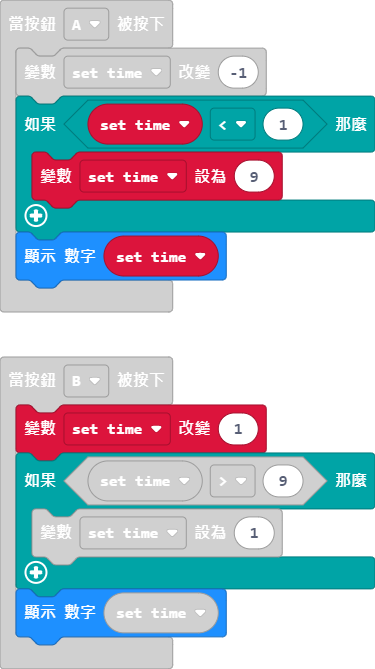 當按鈕 A 被按下
變數 set time 改變 -1
如果 set time < 1 那麼
變數 set time 設為 9
顯示 數字 set time
當按鈕 B 被按下
變數 set time 改變 1
如果 set time > 9 那麼
變數 set time 設為 1
顯示 數字 set time